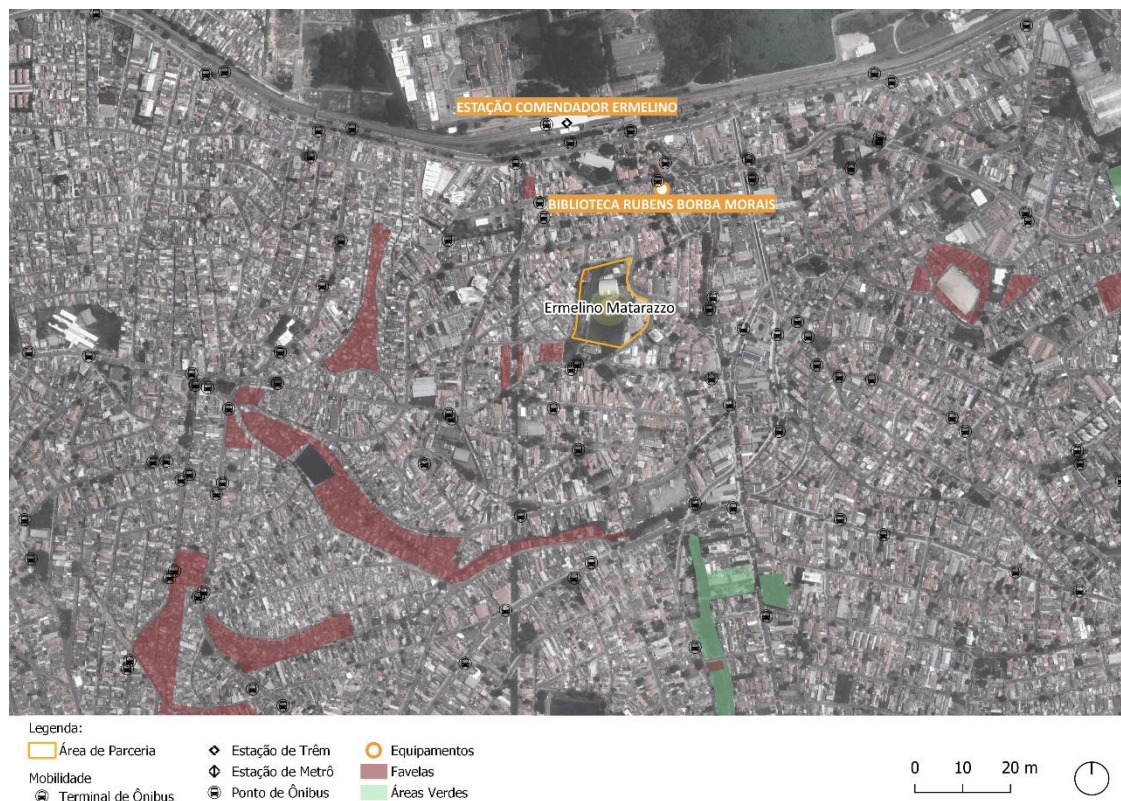 ESTAÇÃO COMENDADOR ERMELINO
BIBLIOTECA RUBENS BORBA MORAIS
Ermelino Matarazzo
Legenda:
Área de Parceria
Mobilidade
Terminal de Ônibus
Estação de Trêm
Estação de Metrô
Ponto de Ônibus
Equipamentos
Favelas
Áreas Verdes
0 10 20 m